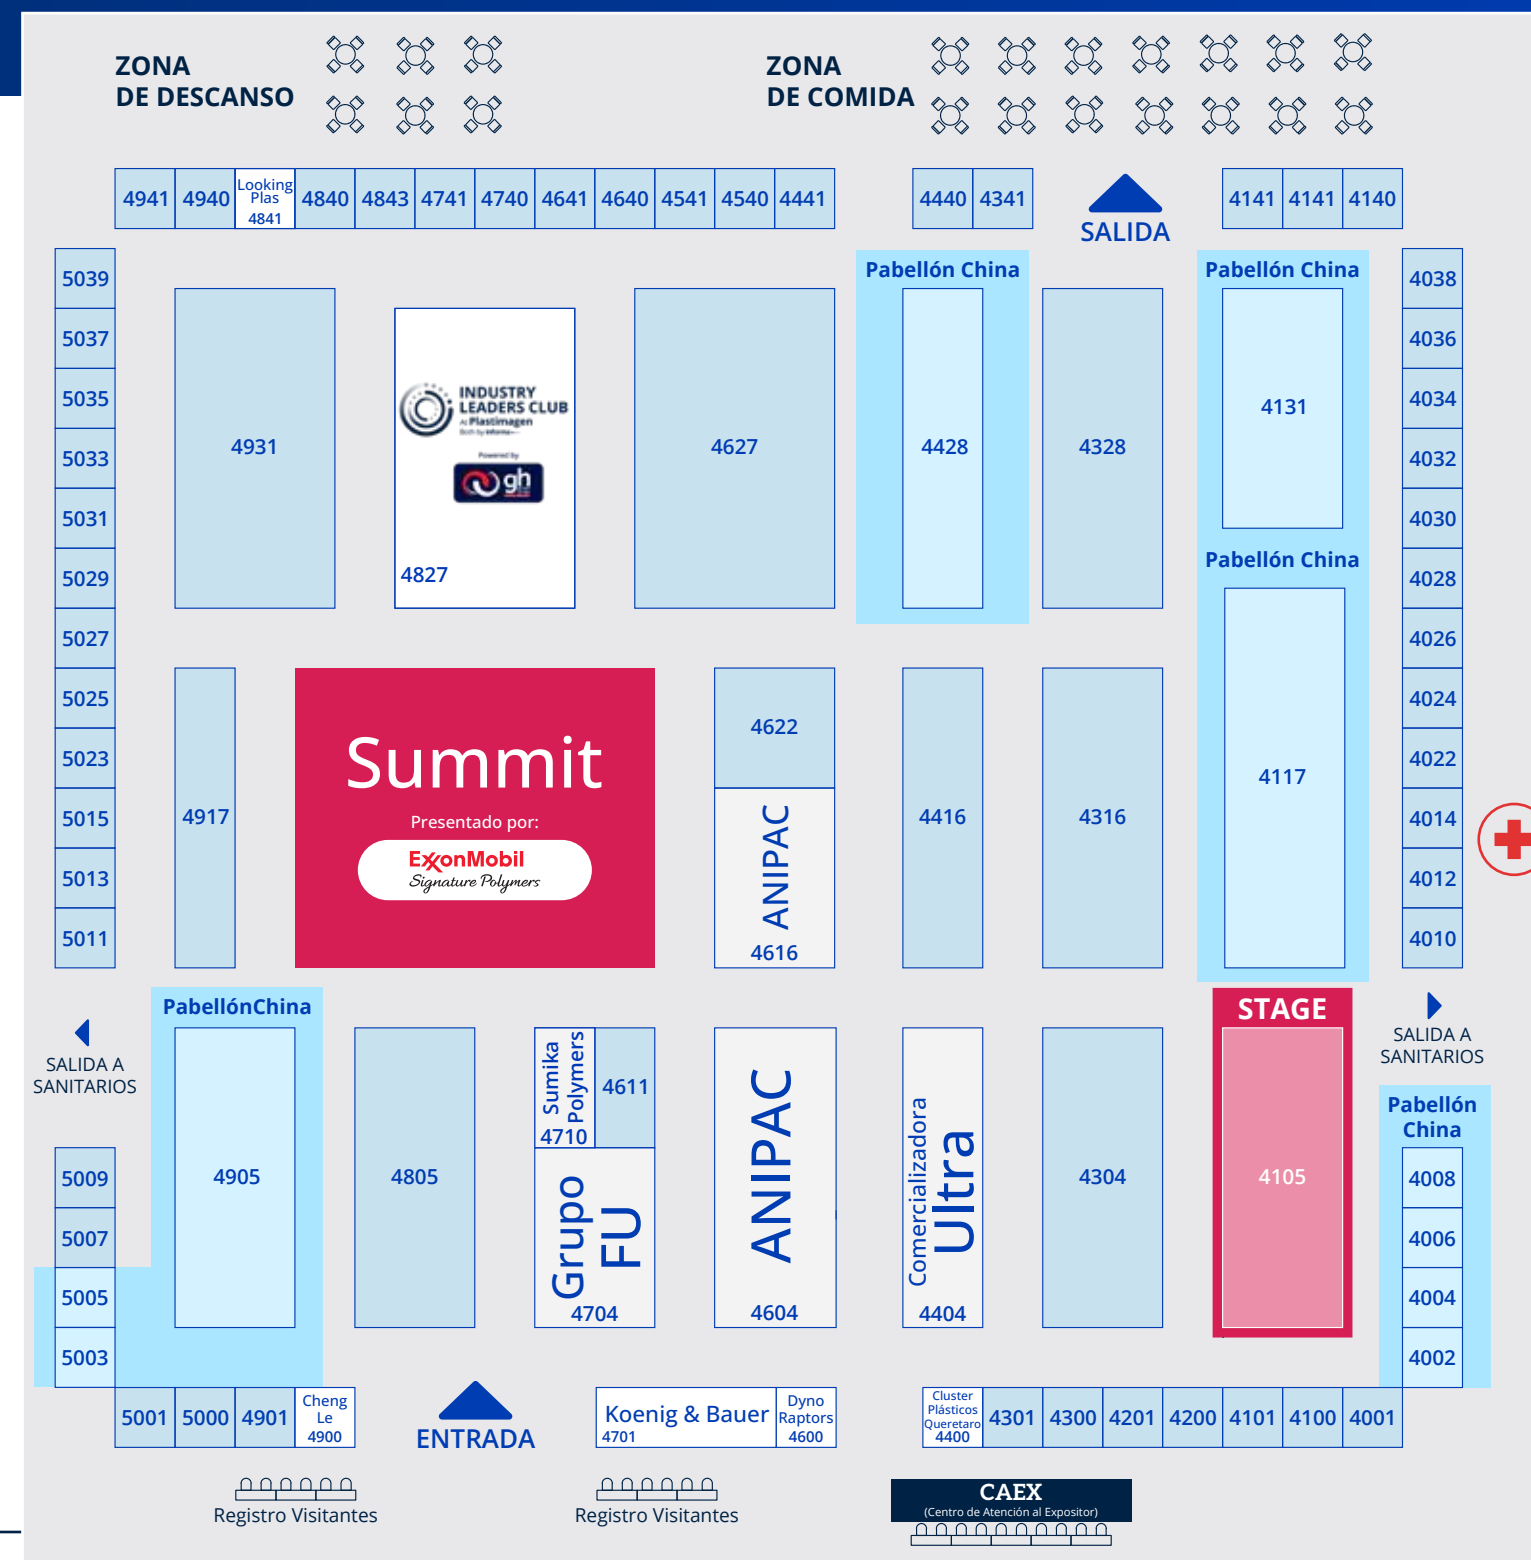 ZONA
DE DESCANSO
ZONA
DE COMIDA
4941
4940
Looking
Plas
4841
4840
4843
4741
4740
4641
4640
4541
4540
4441
4440
4341
SALIDA
4141
4141
4140
5039
5037
5035
5033
5031
5029
5027
5025
5023
5015
5013
5011
4931
INDUSTRY
LEADERS CLUB
At Plastimagen
Powered by
gh
4827
4627
Pabellón China
4428
4328
Pabellón China
4131
Pabellón China
4117
4038
4036
4034
4032
4030
4028
4026
4024
4022
4014
4012
4010
4917
Summit
Presentado por:
ExxonMobil
Signature Polymers
4622
ANIPAC
4616
4416
4316
SALIDA A
SANITARIOS
PabellónChina
4905
4805
Sumika
Polymers
4710
4611
Grupo
FU
4704
ANIPAC
4604
Comercializadora
Ultra
4404
4304
STAGE
4105
SALIDA A
SANITARIOS
Pabellón
China
4008
4006
4004
4002
5009
5007
5005
5003
5001
5000
4901
Cheng
Le
4900
ENTRADA
Koenig & Bauer
4701
Dyno
Raptors
4600
Cluster
Plásticos
Queretaro
4400
4301
4300
4201
4200
4101
4100
4001
Registro Visitantes
Registro Visitantes
CAEX
(Centro de Atención al Expositor)